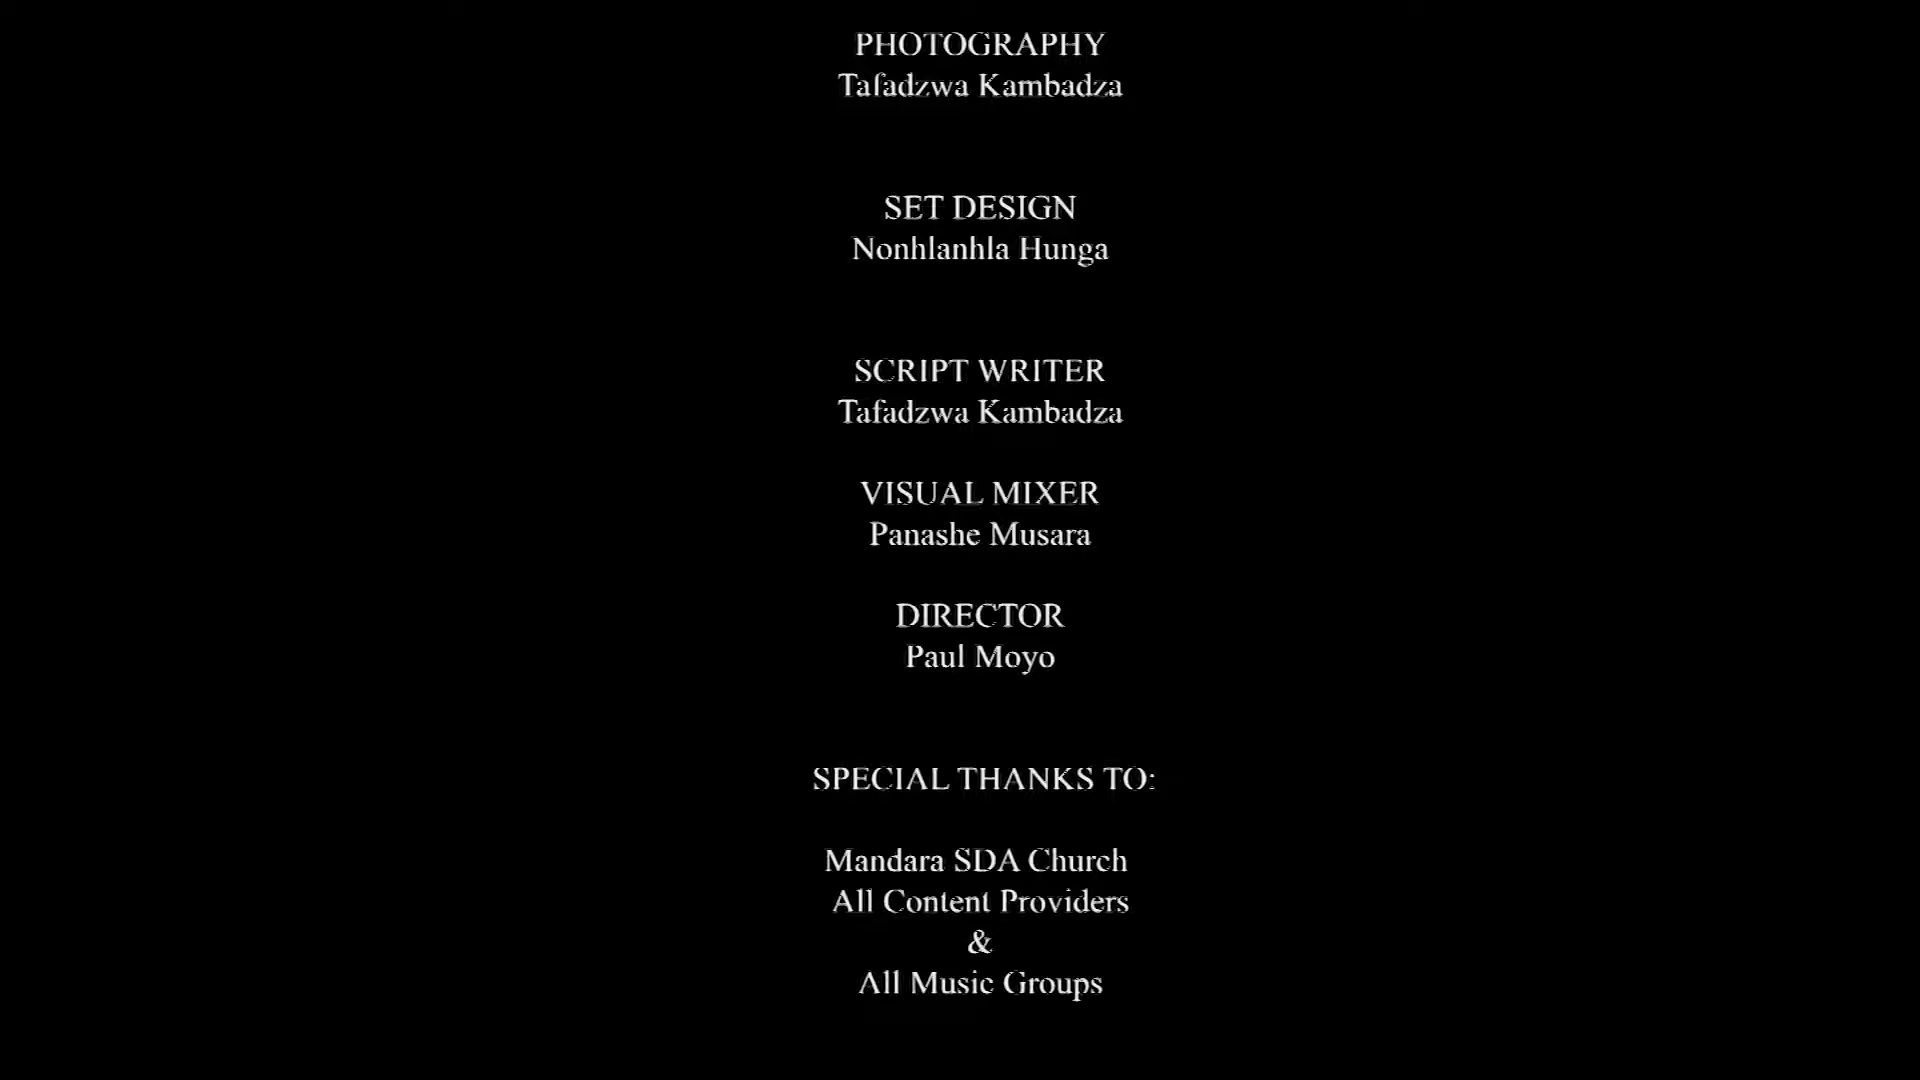 PHOTOGRAPHY
Tafadzwa Kambadza
SET DESIGN
Nonhlanhla Hunga
SCRIPT WRITER
Tafadzwa Kambadza
VISUAL MIXER
Panashe Musara
DIRECTOR
Paul Moyo
SPECIAL THANKS TO:
Mandara SDA Church
All Content Providers
&
All Music Groups